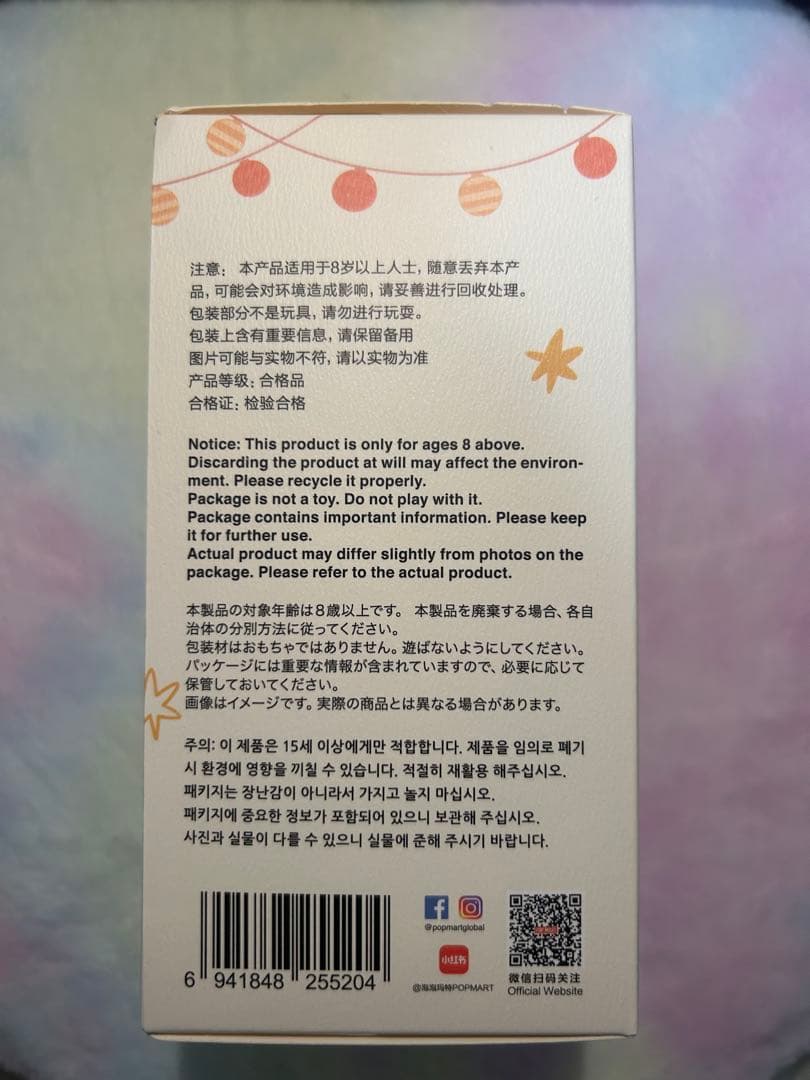 注意： 本产品适用于8岁以上人士, 随意丢弃本产
品, 可能会对环境造成影响, 请妥善进行回收处理。
包装部分不是玩具, 请勿进行玩耍。
包装上含有重要信息, 请保留备用
图片可能与实物不符, 请以实物为准
产品等级: 合格品
合格证: 检验合格
Notice: This product is only for ages 8 above.
Discarding the product at will may affect the environ-
ment. Please recycle it properly.
Package is not a toy. Do not play with it.
Package contains important information. Please keep
it for further use.
Actual product may differ slightly from photos on the
package. Please refer to the actual product.
本製品の対象年齢は８歳以上です。 本製品を廃棄する場合、各自
治体の分別方法に従ってください。
包装材はおもちゃではありません。遊ばないようにしてください。
パッケージには重要な情報が含まれていますので、必要に応じて
保管しておいてください。
画像はイメージです。実際の商品とは異なる場合があります。
주의: 이 제품은 15세 이상에게만 적합합니다. 제품을 임의로 폐기
시 환경에 영향을 끼칠 수 있습니다. 적절히 재활용 해주십시오.
패키지는 장난감이 아니라서 가지고 놀지 마십시오.
패키지에 중요한 정보가 포함되어 있으니 보관해 주십시오.
사진과 실물이 다를 수 있으니 실물에 준해 주시기 바랍니다.
6 941848 255204
@popmartglobal
小红书
@泡泡玛特POPMART
微信扫码关注
Official Website